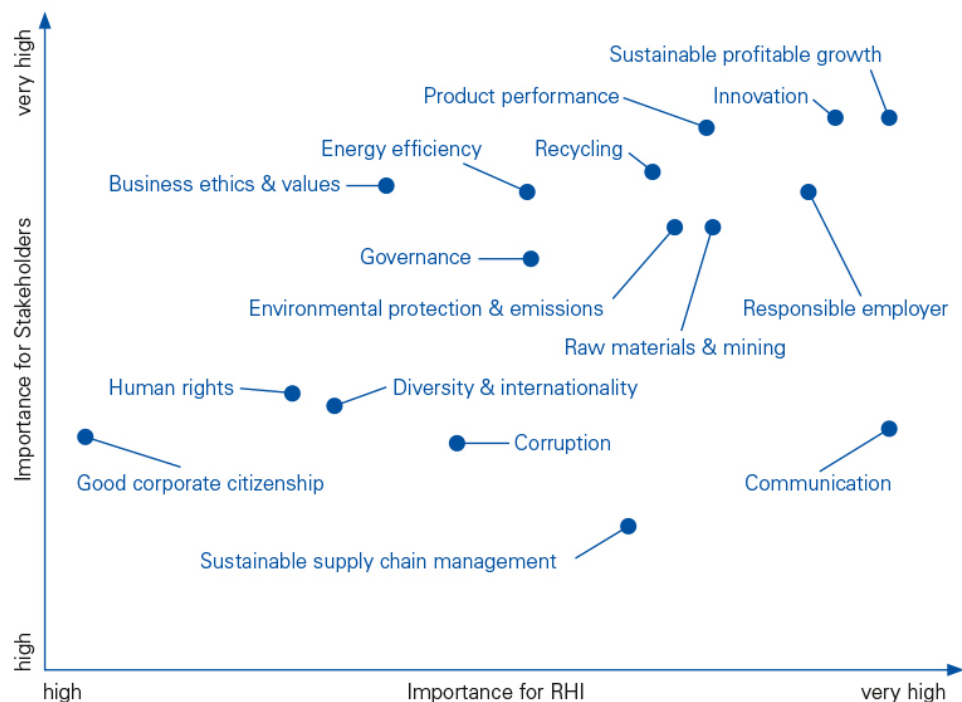 very high
Sustainable profitable growth
Product performance
Innovation
Energy efficiency
Recycling
Business ethics & values
Importance for Stakeholders
Governance
Environmental protection & emissions
Responsible employer
Raw materials & mining
Human rights
Diversity & internationality
Corruption
Good corporate citizenship
Communication
Sustainable supply chain management
high
high
Importance for RHI
very high